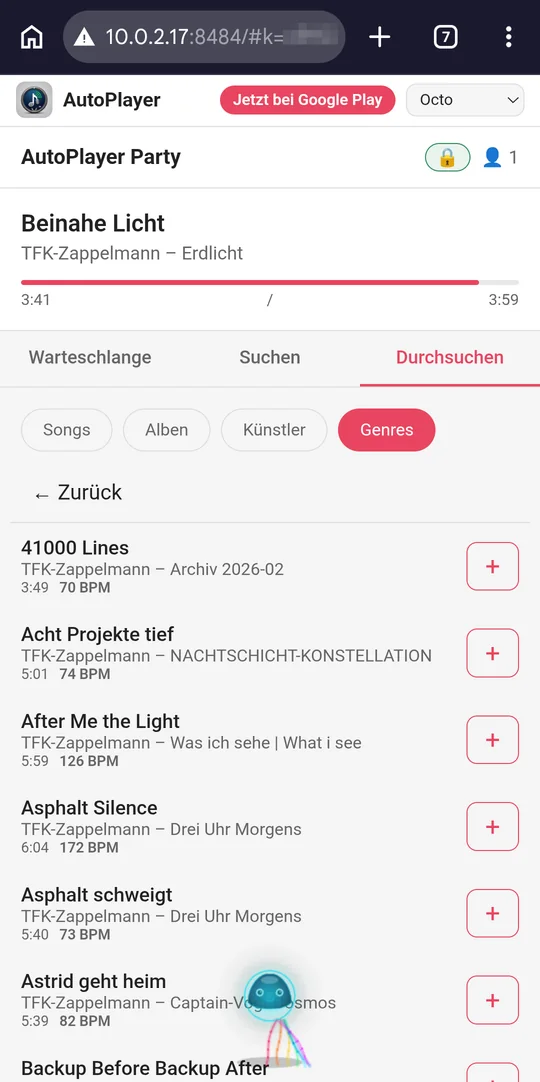 10.0.2.17:8484/#k=
7
AutoPlayer
Jetzt bei Google Play
Octo
AutoPlayer Party
1
Beinahe Licht
TFK-Zappelmann – Erdlicht
3:41 / 3:59
Warteschlange Suchen Durchsuchen
Songs Alben Künstler Genres
← Zurück
41000 Lines
TFK-Zappelmann – Archiv 2026-02
3:49 70 BPM
+
Acht Projekte tief
TFK-Zappelmann – NACHTSCHICHT-KONSTELLATION
5:01 74 BPM
+
After Me the Light
TFK-Zappelmann – Was ich sehe | What i see
5:59 126 BPM
+
Asphalt Silence
TFK-Zappelmann – Drei Uhr Morgens
6:04 172 BPM
+
Asphalt schweigt
TFK-Zappelmann – Drei Uhr Morgens
5:40 73 BPM
+
Astrid geht heim
TFK-Zappelmann –
5:39 82 BPM
+
Backup Before Backup After